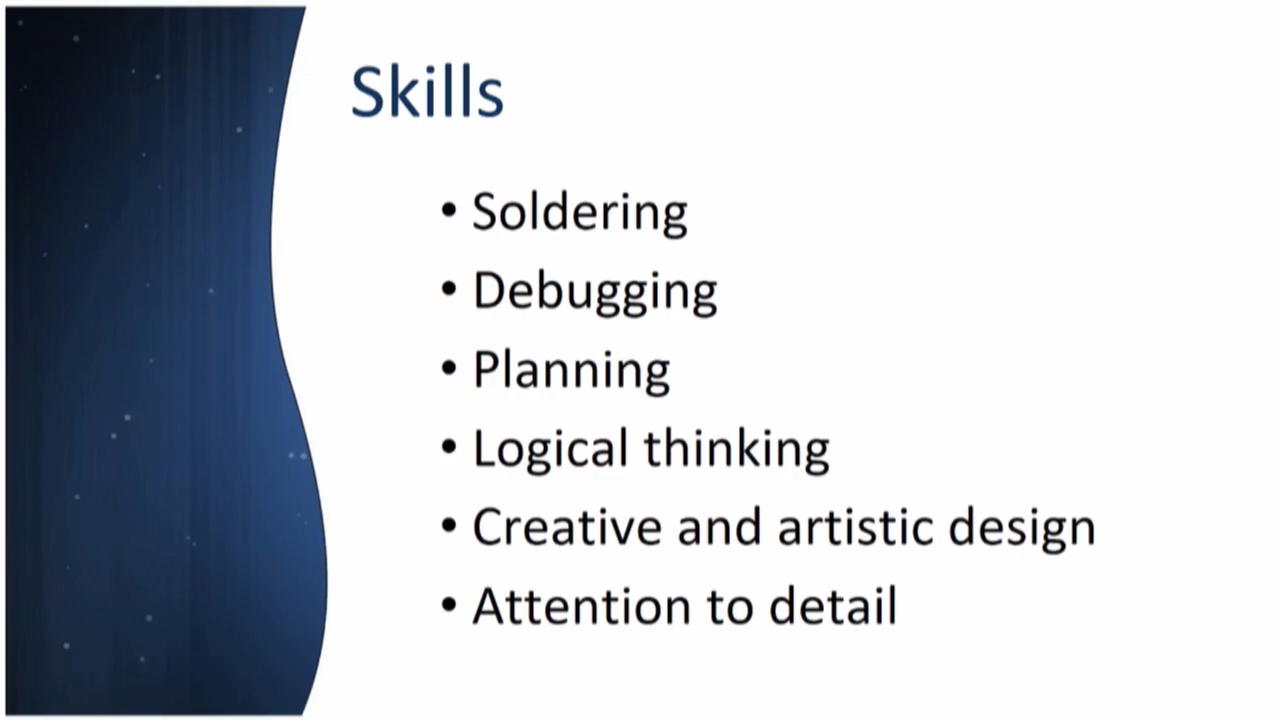 Skills
• Soldering
• Debugging
• Planning
• Logical thinking
• Creative and artistic design
• Attention to detail